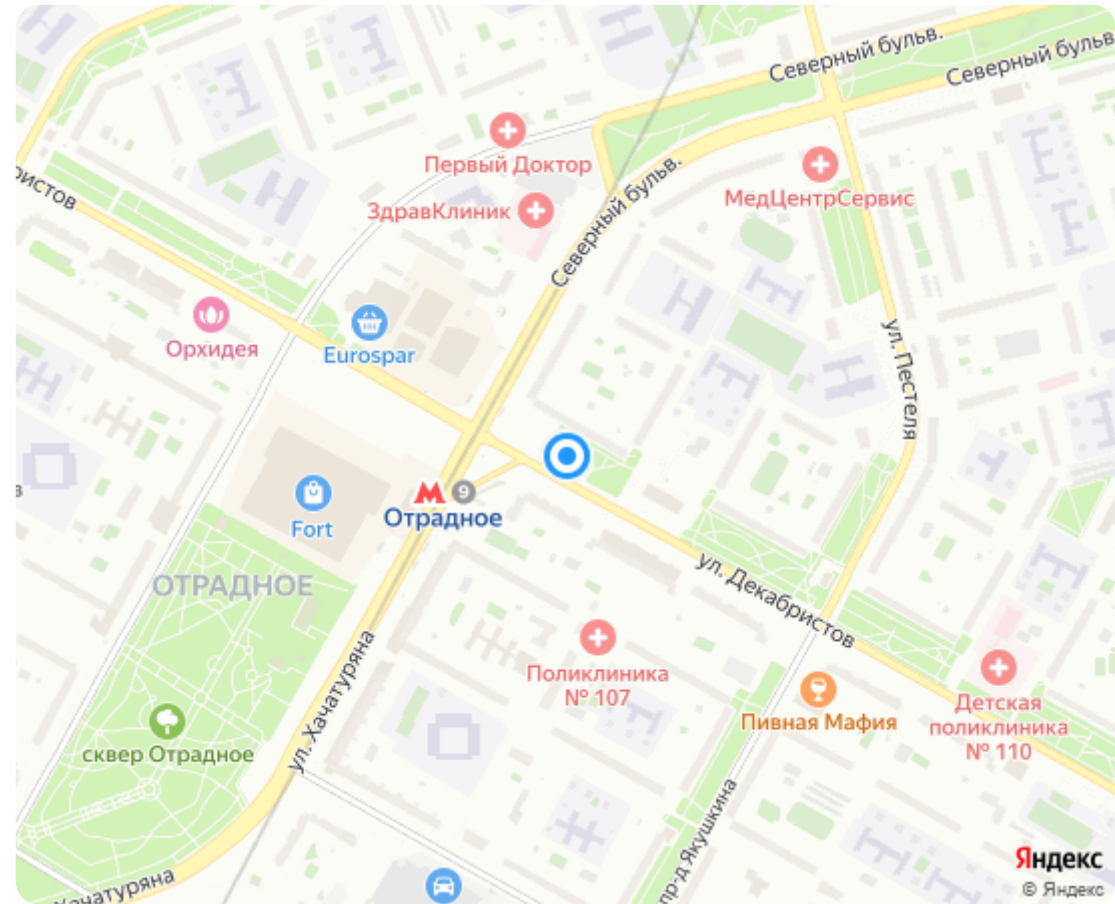 Северный бульв.
Северный бульв.
Первый Доктор
ристов
МедЦентрСервис
ЗдравКлиник
Северный бульв.
Орхидея
Eurospar
ул. Пестеля
в
9
Отрадное
Fort
ОТРАДНОЕ
ул. Декабристов
Поликлиника
№ 107
ул. Хачатуряна
Пивная Мафия
Детская
поликлиника
№ 110
сквер Отрадное
пр-д Якушкина
Хачатуряна
Яндекс
© Яндекс